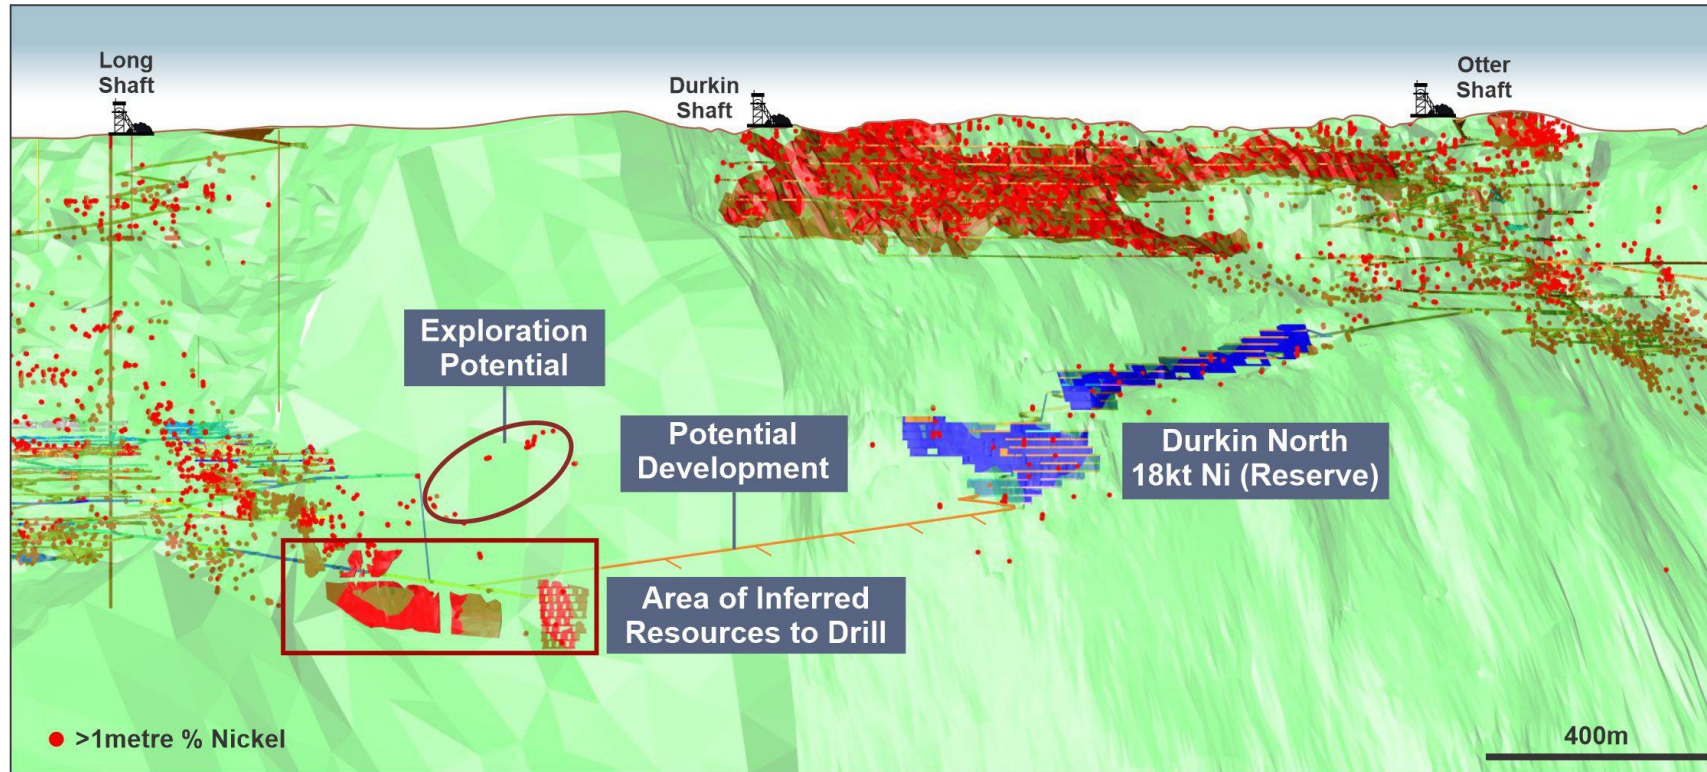 Long
Shaft
Durkin
Shaft
Otter
Shaft
Exploration
Potential
Potential
Development
Durkin North
18kt Ni (Reserve)
Area of Inferred
Resources to Drill
>1metre % Nickel
400m